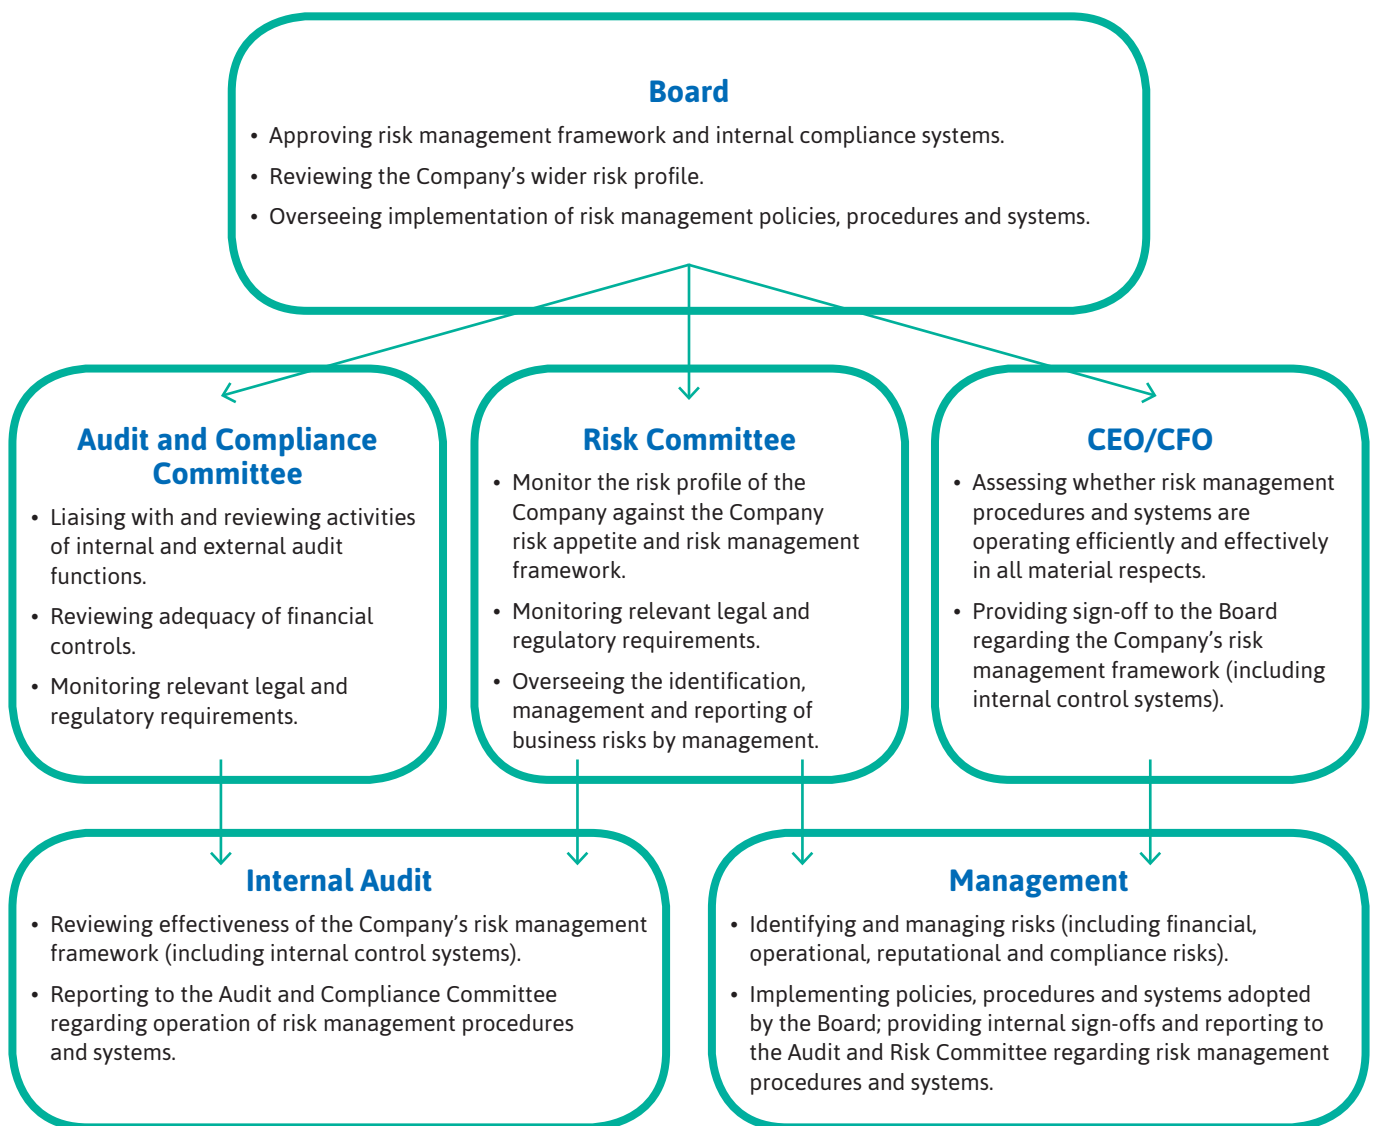 Board
• Approving risk management framework and internal compliance systems.
• Reviewing the Company’s wider risk profile.
• Overseeing implementation of risk management policies, procedures and systems.
Audit and Compliance
Committee
• Liaising with and reviewing activities
of internal and external audit
functions.
• Reviewing adequacy of financial
controls.
• Monitoring relevant legal and
regulatory requirements.
Risk Committee
• Monitor the risk profile of the
Company against the Company
risk appetite and risk management
framework.
• Monitoring relevant legal and
regulatory requirements.
• Overseeing the identification,
management and reporting of
business risks by management.
CEO/CFO
• Assessing whether risk management
procedures and systems are
operating efficiently and effectively
in all material respects.
• Providing sign-off to the Board
regarding the Company’s risk
management framework (including
internal control systems).
Internal Audit
• Reviewing effectiveness of the Company’s risk management
framework (including internal control systems).
• Reporting to the Audit and Compliance Committee
regarding operation of risk management procedures
and systems.
Management
• Identifying and managing risks (including financial,
operational, reputational and compliance risks).
• Implementing policies, procedures and systems adopted
by the Board; providing internal sign-offs and reporting to
the Audit and Risk Committee regarding risk management
procedures and systems.